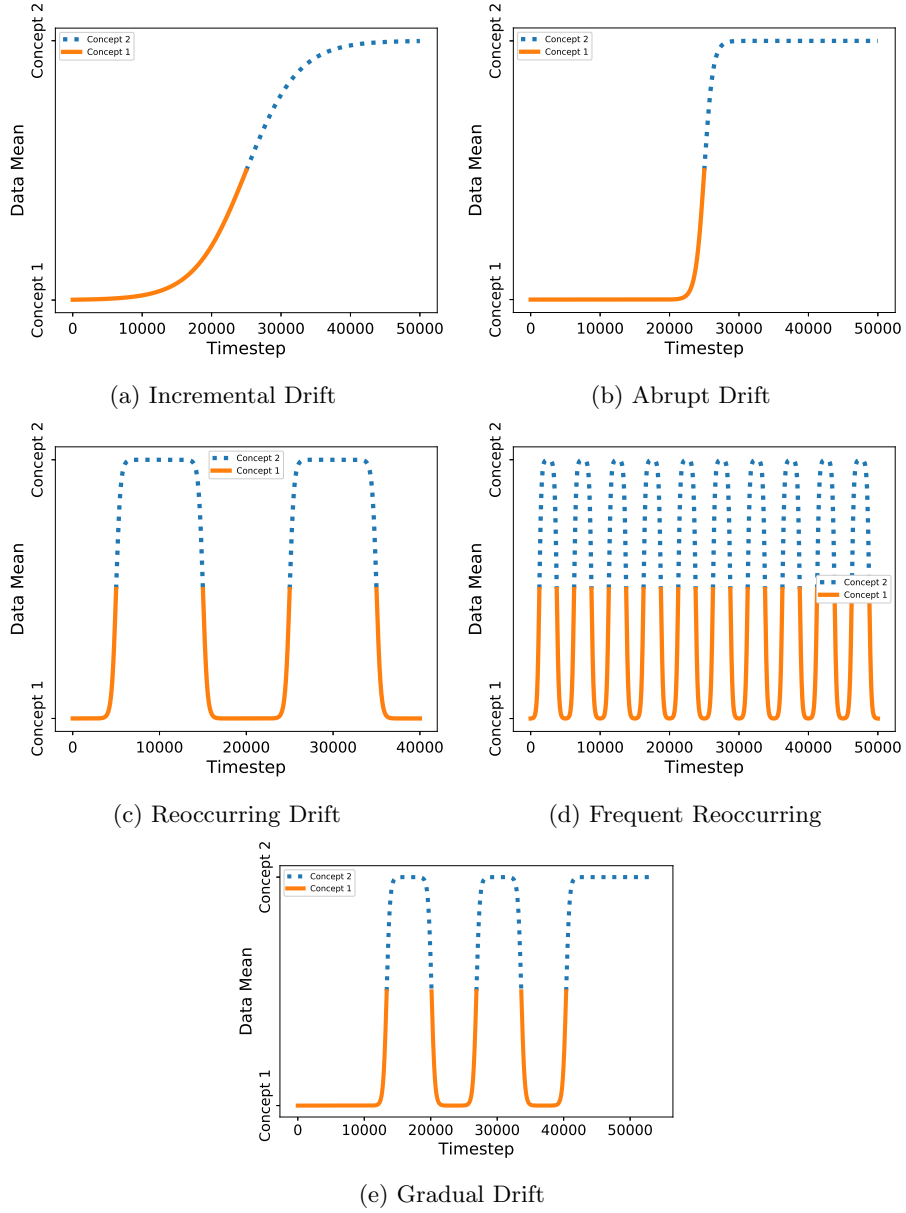 Concept 2
Concept 1
Data Mean
Concept 2
Concept 1
0 10000 20000 30000 40000 50000
Timestep
(a) Incremental Drift
Concept 2
Concept 1
Data Mean
Concept 2
Concept 1
0 10000 20000 30000 40000 50000
Timestep
(b) Abrupt Drift
Concept 2
Concept 1
Data Mean
Concept 2
Concept 1
0 10000 20000 30000 40000
Timestep
(c) Reoccurring Drift
Concept 2
Concept 1
Data Mean
Concept 2
Concept 1
0 10000 20000 30000 40000 50000
Timestep
(d) Frequent Reoccurring
Concept 2
Concept 1
Data Mean
Concept 2
Concept 1
0 10000 20000 30000 40000 50000
Timestep
(e) Gradual Drift